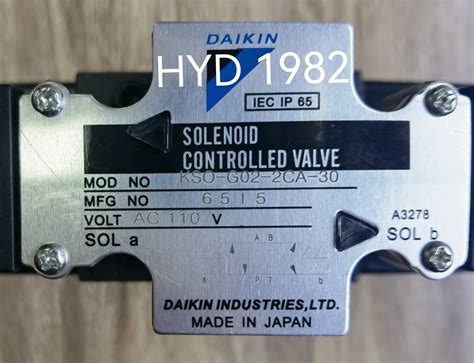 DAIKIN
HYD 1982
IEC IP 65
SOLENOID
CONTROLLED VALVE
MOD NO KSO-G02-2CA-30
MFG NO 6515
VOLT AC 110 V
A3278
SOL a SOL b
A B
a P T b
DAIKIN INDUSTRIES,LTD.
MADE IN JAPAN